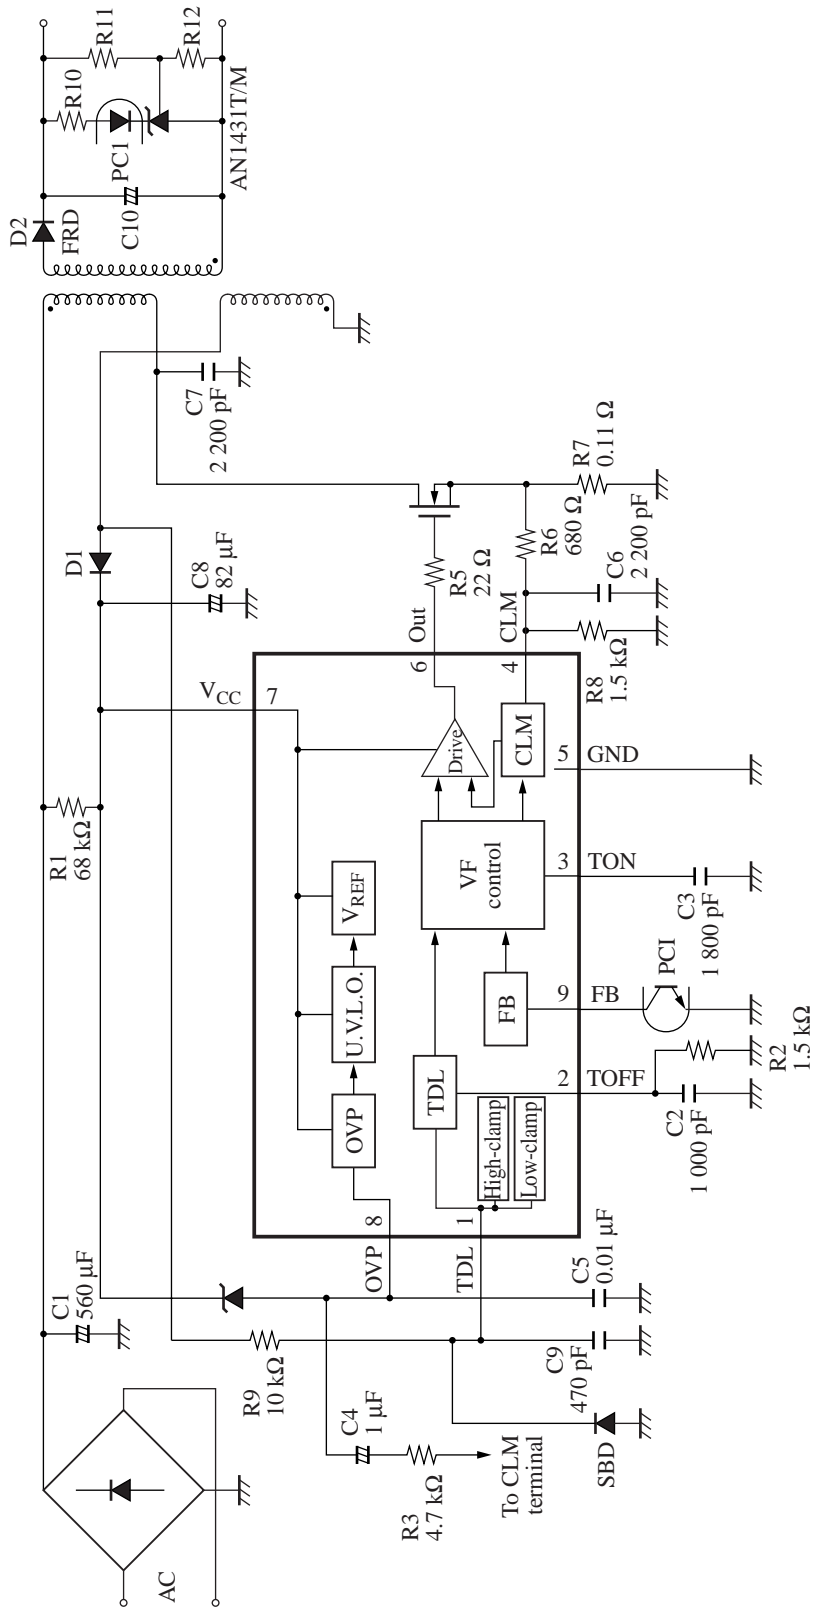 AC
C1
560 μF
R1
68 kΩ
D1
C8
82 μF
C7
2 200 pF
D2
FRD
C10
PC1
R10
R11
R12
AN1431T/M
R9
10 kΩ
C4
1 μF
R3
4.7 kΩ
To CLM
terminal
SBD
C9
470 pF
C5
0.01 μF
OVP
8
TDL
1
VCC
7
Out
6
CLM
4
R5
22 Ω
R6
680 Ω
R7
0.11 Ω
C6
2 200 pF
R8
1.5 kΩ
OVP
U.V.L.O.
VREF
TDL
High-clamp
Low-clamp
FB
VF
control
Drive
CLM
2
TOFF
9
FB
3
TON
5
GND
C2
1 000 pF
R2
1.5 kΩ
PCI
C3
1 800 pF